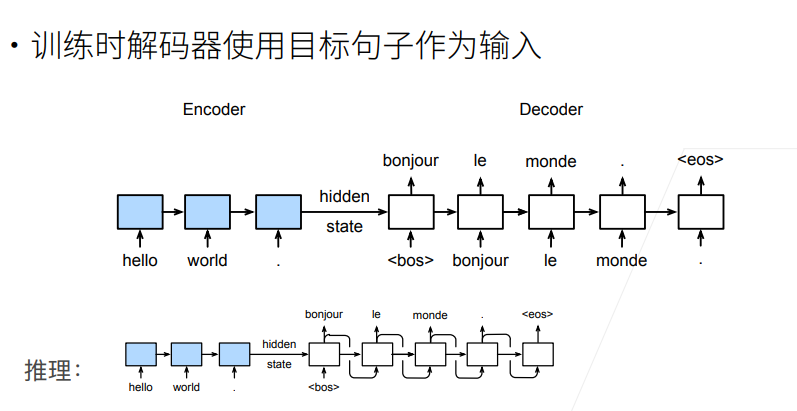 • 训练时解码器使用目标句子作为输入
Encoder Decoder
bonjour le monde . <eos>
hidden
state
hello world . <bos> bonjour le monde .
bonjour le monde . <eos>
hidden
state
推理：
hello world . <bos>